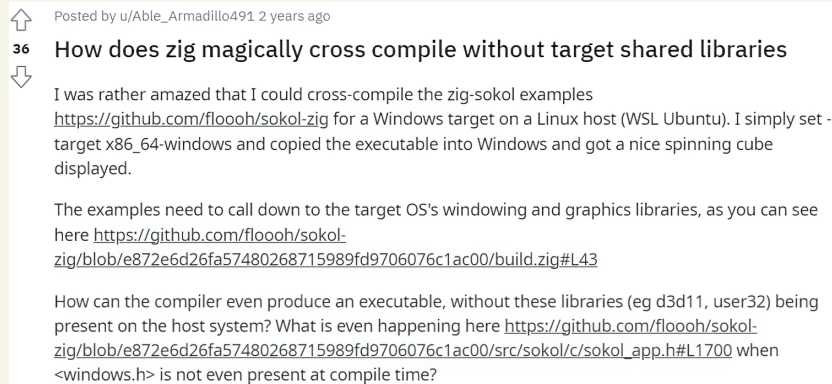 Posted by u/Able_Armadillo491 2 years ago
36
How does zig magically cross compile without target shared libraries
I was rather amazed that I could cross-compile the zig-sokol examples
https://github.com/floooh/sokol-zig for a Windows target on a Linux host (WSL Ubuntu). I simply set -
target x86_64-windows and copied the executable into Windows and got a nice spinning cube
displayed.
The examples need to call down to the target OS's windowing and graphics libraries, as you can see
here https://github.com/floooh/sokol-
zig/blob/e872e6d26fa57480268715989fd9706076c1ac00/build.zig#L43
How can the compiler even produce an executable, without these libraries (eg d3d11, user32) being
present on the host system? What is even happening here https://github.com/floooh/sokol-
zig/blob/e872e6d26fa57480268715989fd9706076c1ac00/src/sokol/c/sokol_app.h#L1700 when
<windows.h> is not even present at compile time?